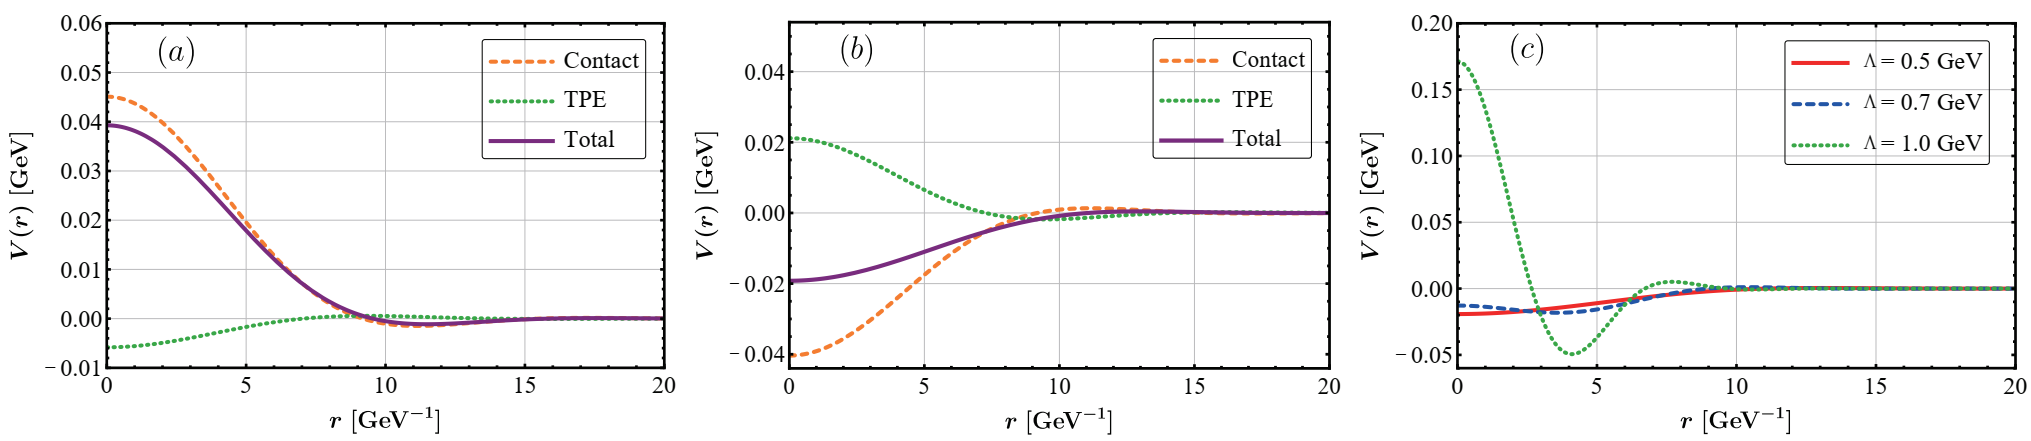 (a)
Contact
TPE
Total
0.06
0.05
0.04
0.03
0.02
0.01
0.00
−0.01
0
5
10
15
20
V(r) [GeV]
r [GeV⁻¹]
(b)
Contact
TPE
Total
0.04
0.02
0.00
−0.02
−0.04
0
5
10
15
20
V(r) [GeV]
r [GeV⁻¹]
(c)
Λ = 0.5 GeV
Λ = 0.7 GeV
Λ = 1.0 GeV
0.20
0.15
0.10
0.05
0.00
−0.05
0
5
10
15
20
V(r) [GeV]
r [GeV⁻¹]